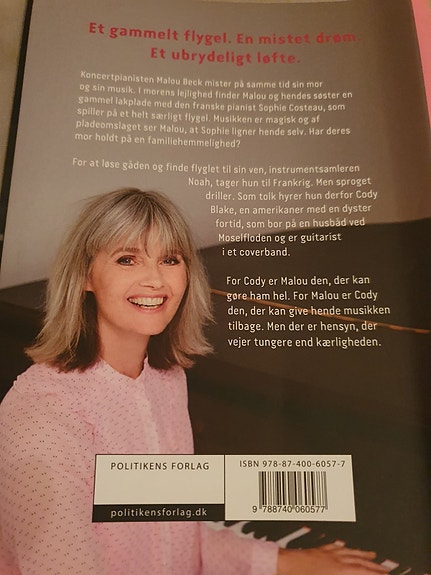 Et gammelt flygel. En mistet drøm.
Et ubrydeligt løfte.
Koncertpianisten Malou Beck mister på samme tid sin mor
og sin musik. I morens lejlighed finder Malou og hendes søster en
gammel lakplade med den franske pianist Sophie Costeau, som
spiller på et helt særligt flygel. Musikken er magisk og af
pladeomslaget ser Malou, at Sophie ligner hende selv. Har deres
mor holdt på en familiehemmelighed?
For at løse gåden og finde flyglet til sin ven, instrumentsamleren
Noah, tager hun til Frankrig. Men sproget
driller. Som tolk hyrer hun derfor Cody
Blake, en amerikaner med en dyster
fortid, som bor på en husbåd ved
Moselfloden og er guitarist
i et coverband.
For Cody er Malou den, der kan
gøre ham hel. For Malou er Cody
den, der kan give hende musikken
tilbage. Men der er hensyn, der
vejer tungere end kærligheden.
POLITIKENS FORLAG
politikensforlag.dk
ISBN 978-87-400-6057-7
9 788740 060577